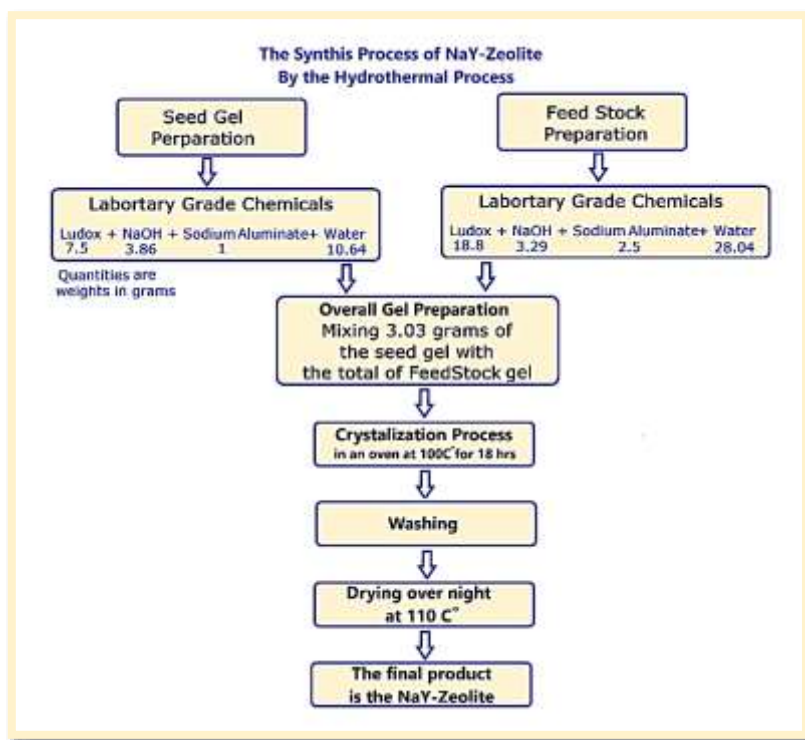 The Synthis Process of NaY-Zeolite
By the Hydrothermal Process
Seed Gel
Perparation
Feed Stock
Preparation
Labortary Grade Chemicals
Ludox + NaOH + Sodium Aluminate+ Water
7.5 3.86 1 10.64
Labortary Grade Chemicals
Ludox + NaOH + Sodium Aluminate+ Water
18.8 3.29 2.5 28.04
Quantities are
weights in grams
Overall Gel Preparation
Mixing 3.03 grams of
the seed gel with
the total of FeedStock gel
Crystalization Process
in an oven at 100C° for 18 hrs
Washing
Drying over night
at 110 C°
The final product
is the NaY-Zeolite